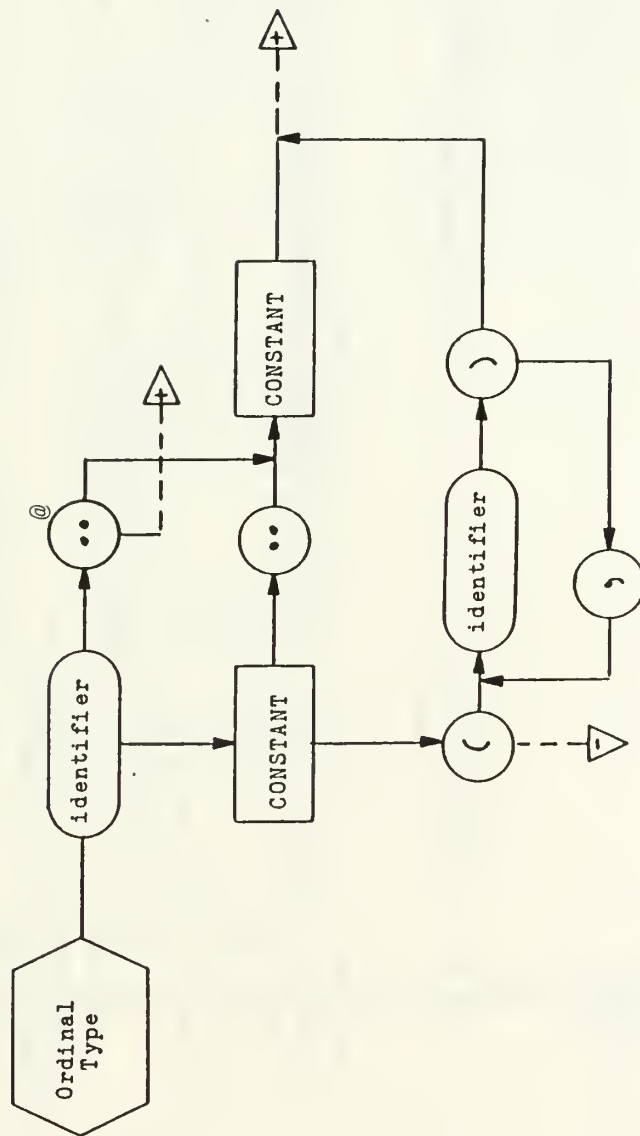 Ordinal
Type
identifier
..
@
+
CONSTANT
..
CONSTANT
+
(
identifier
)
-
,